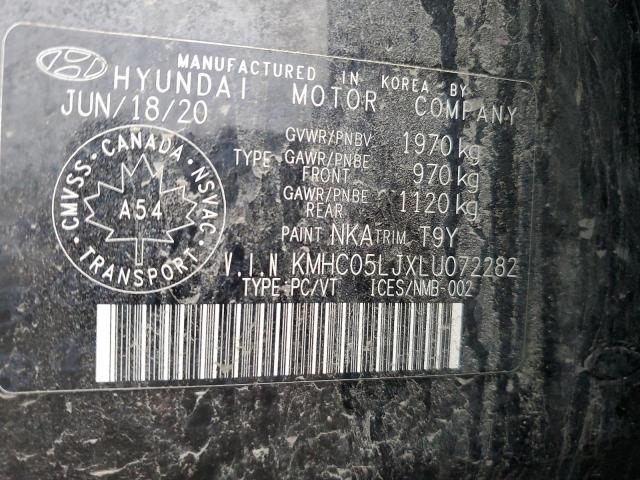 MANUFACTURED IN KOREA BY
HYUNDAI MOTOR COMPANY
JUN/18/20
GVWR/PNBV 1970 kg
TYPE GAWR/PNBE FRONT 970 kg
GAWR/PNBE REAR 1120 kg
CANADA
CMVSS · NSVAC
A54
TRANSPORT
PAINT NKA TRIM T9Y
V.I.N KMHC05LJXLU072282
TYPE:PC/VT ICES/NMB-002